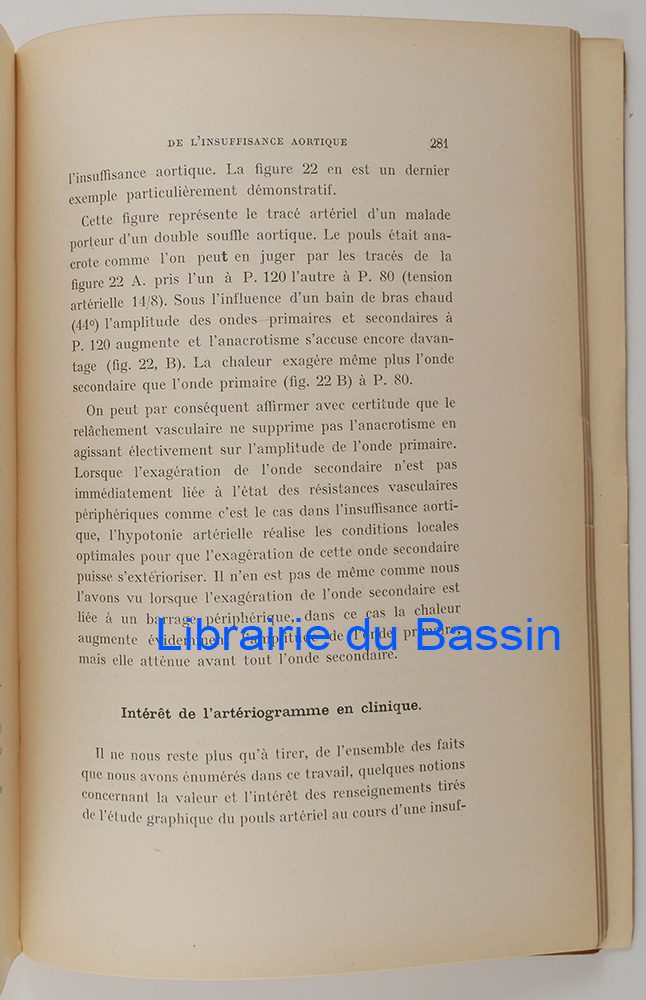 DE L'INSUFFISANCE AORTIQUE 281
l'insuffisance aortique. La figure 22 en est un dernier
exemple particulièrement démonstratif.
Cette figure représente le tracé artériel d'un malade
porteur d'un double souffle aortique. Le pouls était ana-
crote comme l'on peut en juger par les tracés de la
figure 22 A. pris l'un à P. 120 l'autre à P. 80 (tension
artérielle 14/8). Sous l'influence d'un bain de bras chaud
(44º) l'amplitude des ondes primaires et secondaires à
P. 120 augmente et l'anacrotisme s'accuse encore davan-
tage (fig. 22, B). La chaleur exagère même plus l'onde
secondaire que l'onde primaire (fig. 22 B) à P. 80.
On peut par conséquent affirmer avec certitude que le
relâchement vasculaire ne supprime pas l'anacrotisme en
agissant électivement sur l'amplitude de l'onde primaire.
Lorsque l'exagération de l'onde secondaire n'est pas
immédiatement liée à l'état des résistances vasculaires
périphériques comme c'est le cas dans l'insuffisance aorti-
que, l'hypotonie artérielle réalise les conditions locales
optimales pour que l'exagération de cette onde secondaire
puisse s'extérioriser. Il n'en est pas de même comme nous
l'avons vu lorsque l'exagération de l'onde secondaire est
liée à un barrage périphérique, dans ce cas la chaleur
augmente évidemment l'amplitude de l'onde primaire,
Librairie du Bassin
mais elle atténue avant tout l'onde secondaire.
Intérêt de l'artériogramme en clinique.
Il ne nous reste plus qu'à tirer, de l'ensemble des faits
que nous avons énumérés dans ce travail, quelques notions
concernant la valeur et l'intérêt des renseignements tirés
de l'étude graphique du pouls artériel au cours d'une insuf-